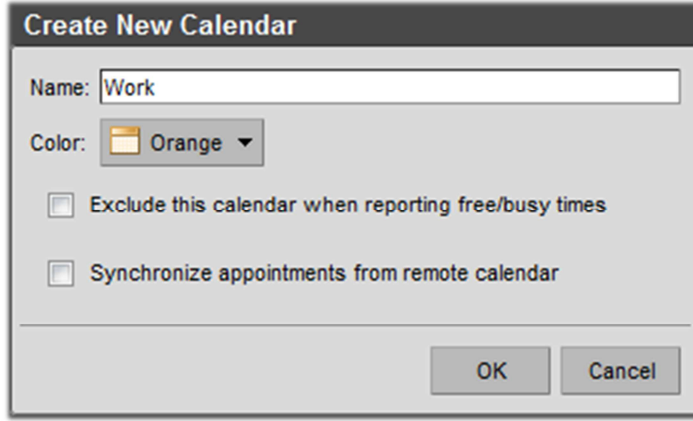 Create New Calendar
Name: Work
Color: Orange
Exclude this calendar when reporting free/busy times
Synchronize appointments from remote calendar
OK Cancel